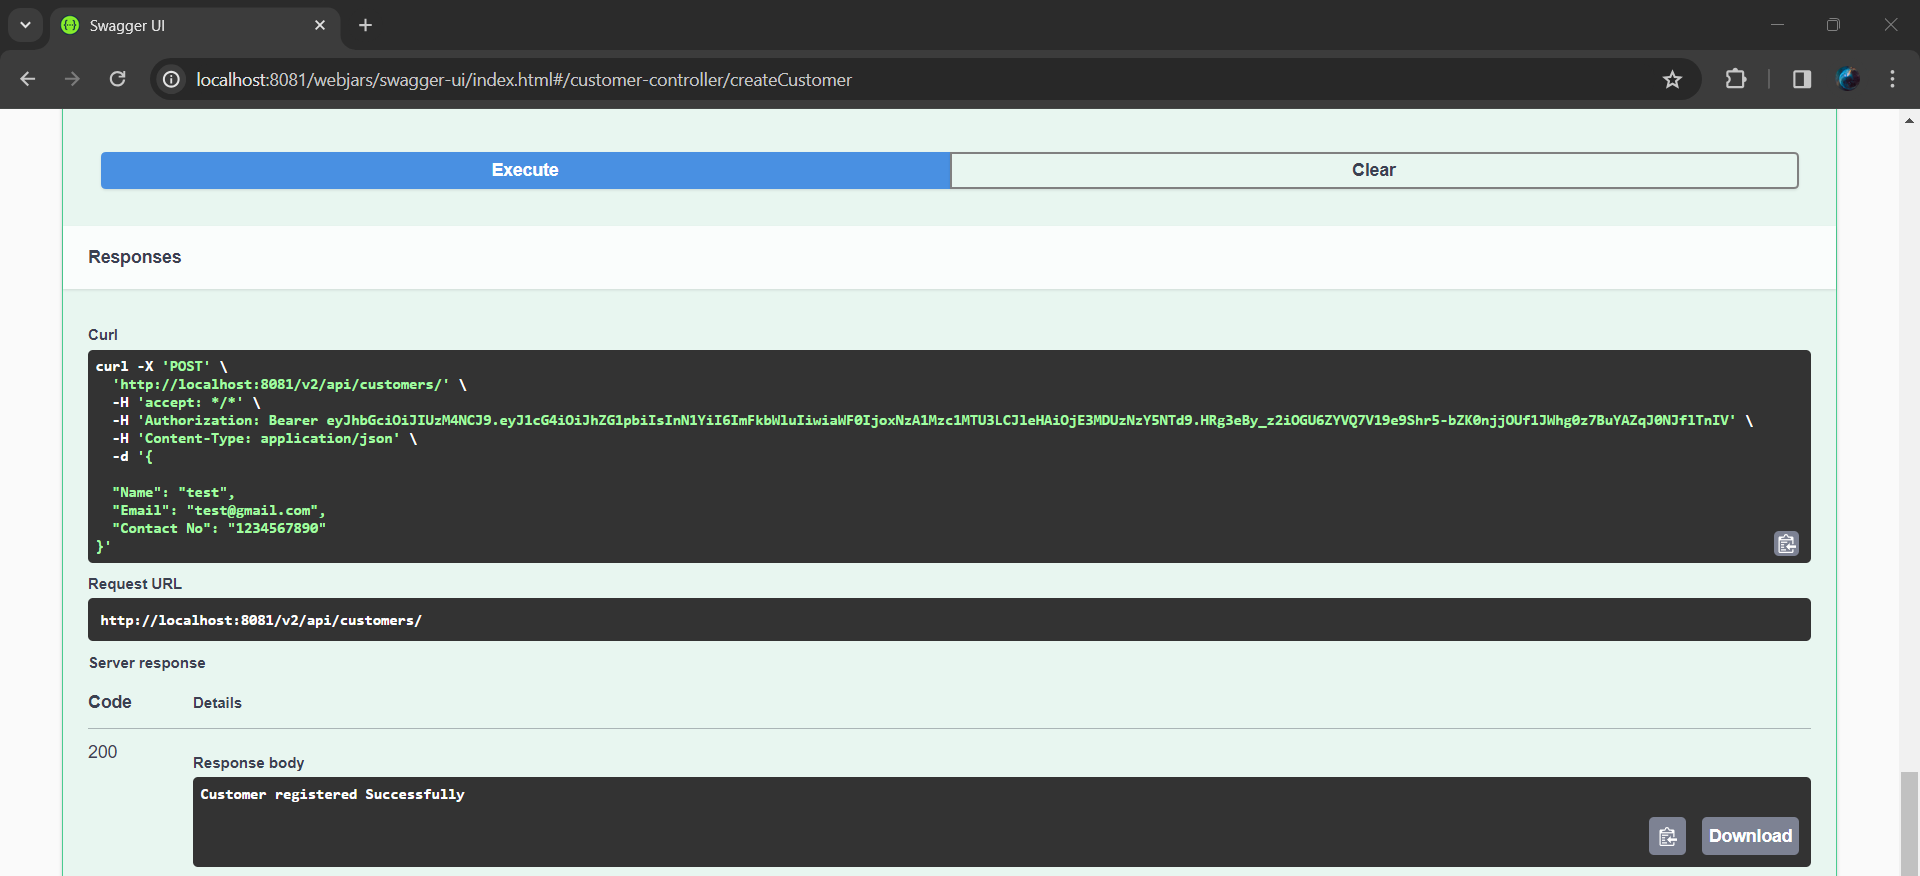 Swagger UI
localhost:8081/webjars/swagger-ui/index.html#/customer-controller/createCustomer
Execute
Clear
Responses
Curl
curl -X 'POST' \
'http://localhost:8081/v2/api/customers/' \
-H 'accept: */*' \
-H 'Authorization: Bearer eyJhbGciOiJIUzM4NCJ9.eyJ1cG4iOiJhZG1pbiIsInN1YiI6ImFkbWluIiwiaWF0IjoxNzA1Mzc1MTU3LCJleHAiOjE3MDUzNzY5NTd9.HRg3eBy_z2iOGU6ZYVQ7V19e9Shr5-bZK0njjOUf1JWhg0z7BuYAZqJ0NJflTnIV' \
-H 'Content-Type: application/json' \
-d '{
"Name": "test",
"Email": "test@gmail.com",
"Contact No": "1234567890"
}'
Request URL
http://localhost:8081/v2/api/customers/
Server response
Code
Details
200
Response body
Customer registered Successfully
Download